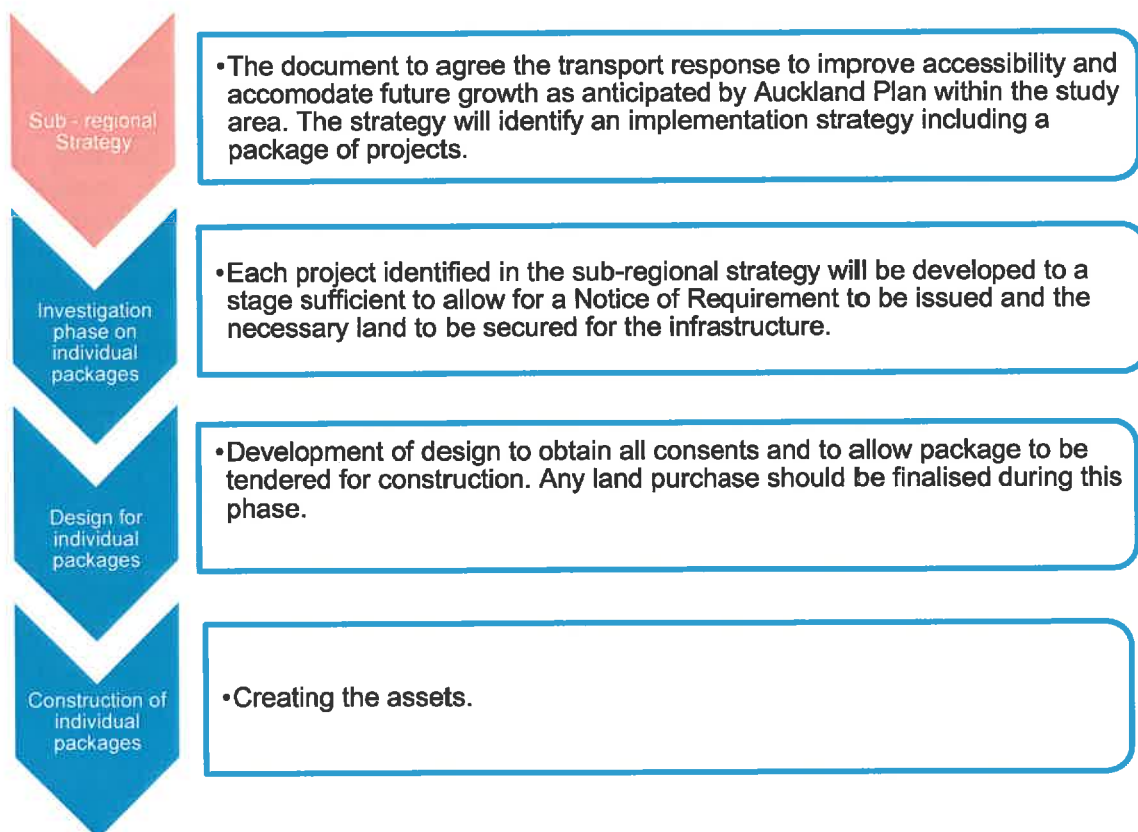 Sub - regional
Strategy
•The document to agree the transport response to improve accessibility and
accomodate future growth as anticipated by Auckland Plan within the study
area. The strategy will identify an implementation strategy including a
package of projects.
Investigation
phase on
individual
packages
•Each project identified in the sub-regional strategy will be developed to a
stage sufficient to allow for a Notice of Requirement to be issued and the
necessary land to be secured for the infrastructure.
Design for
individual
packages
•Development of design to obtain all consents and to allow package to be
tendered for construction. Any land purchase should be finalised during this
phase.
Construction of
individual
packages
•Creating the assets.